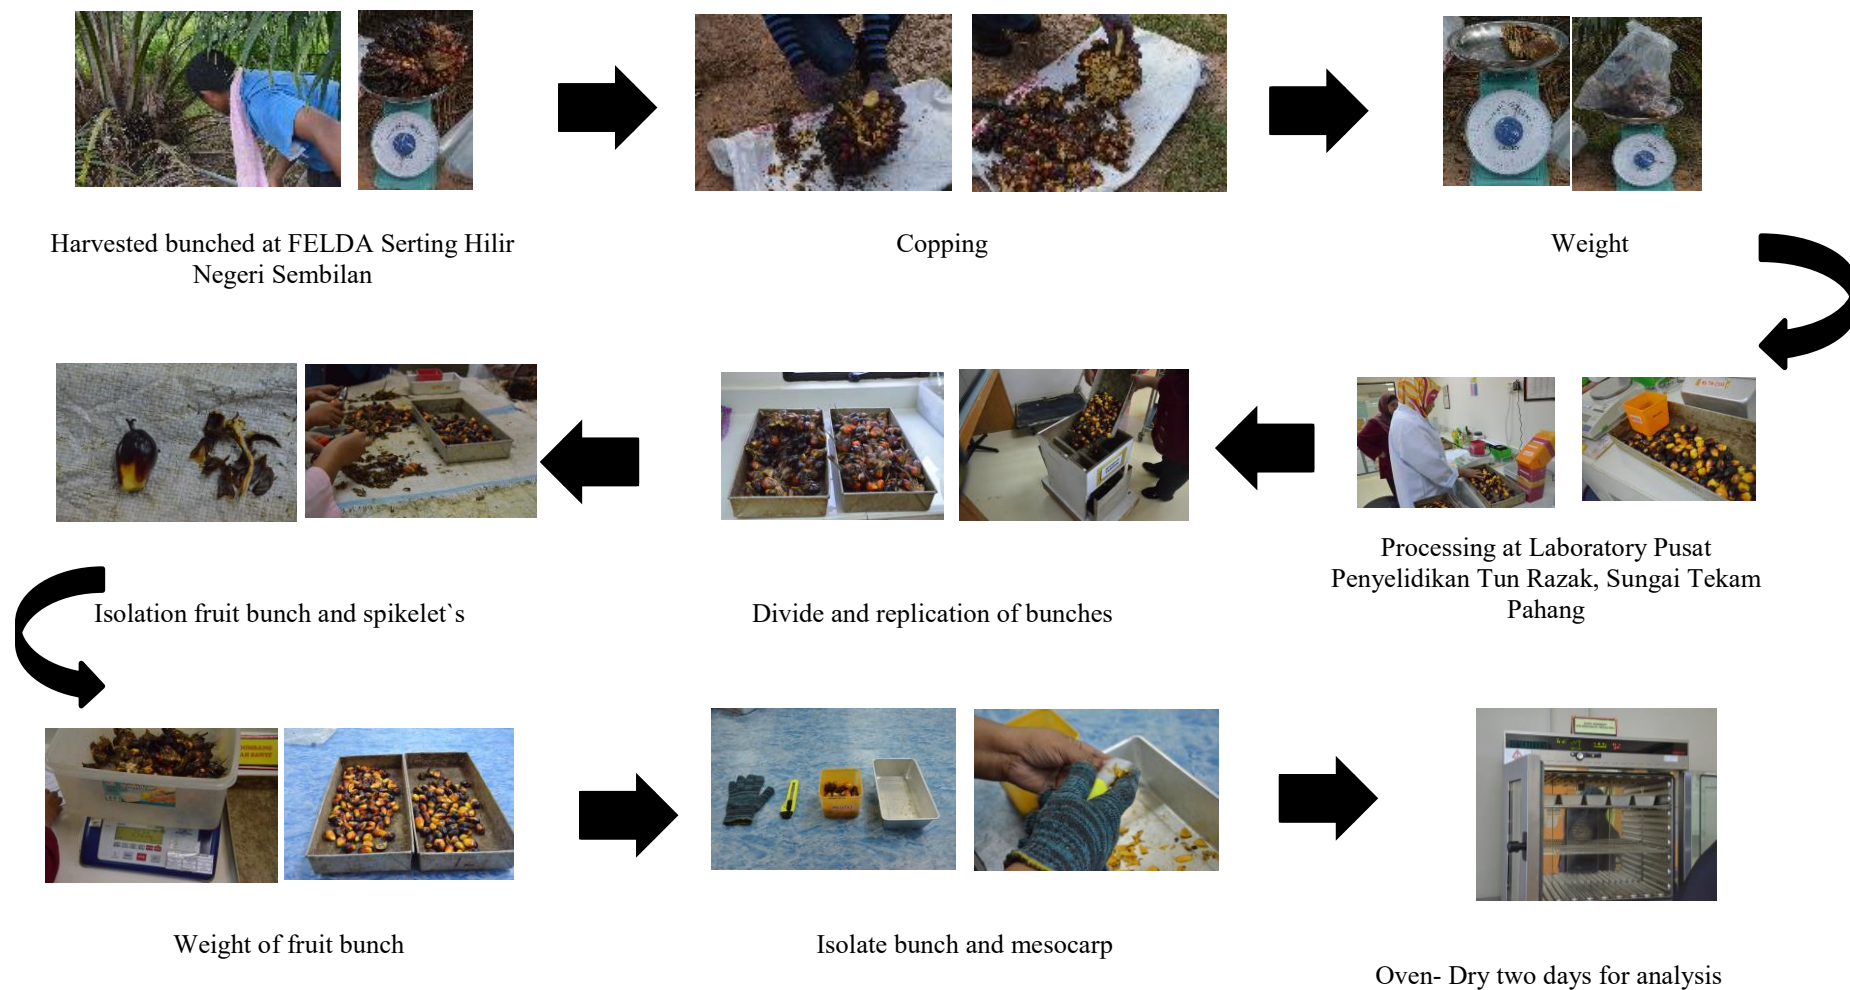 Harvested bunched at FELDA Serting Hilir
Negeri Sembilan
Copping
Weight
Processing at Laboratory Pusat
Penyelidikan Tun Razak, Sungai Tekam
Pahang
Divide and replication of bunches
Isolation fruit bunch and spikelet`s
Weight of fruit bunch
Isolate bunch and mesocarp
Oven- Dry two days for analysis